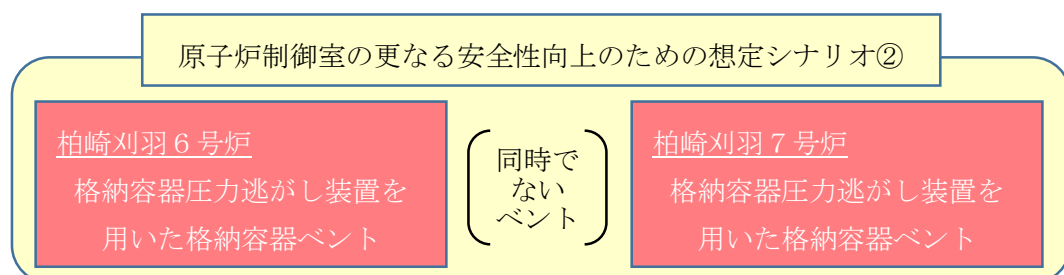 原子炉制御室の更なる安全性向上のための想定シナリオ②
柏崎刈羽６号炉
格納容器圧力逃がし装置を
用いた格納容器ベント
同時で
ない
ベント
柏崎刈羽７号炉
格納容器圧力逃がし装置を
用いた格納容器ベント